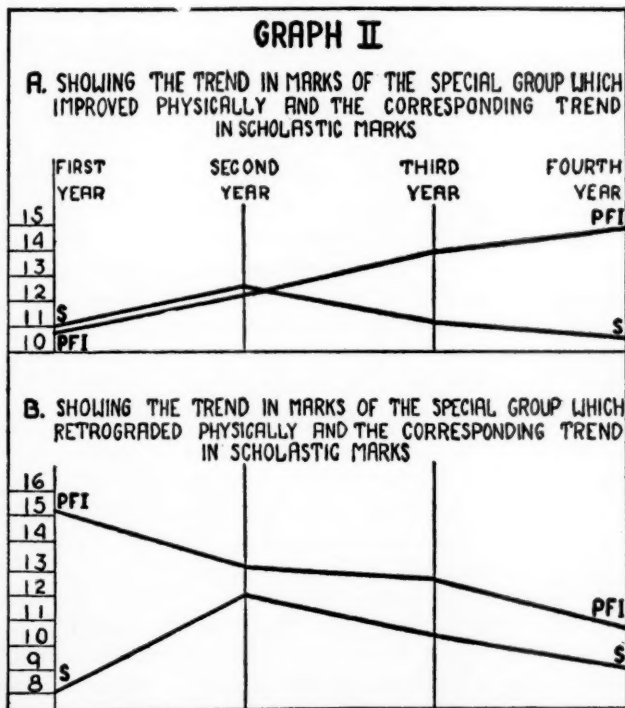 GRAPH II
A. SHOWING THE TREND IN MARKS OF THE SPECIAL GROUP WHICH
IMPROVED PHYSICALLY AND THE CORRESPONDING TREND
IN SCHOLASTIC MARKS
FIRST YEAR
SECOND YEAR
THIRD YEAR
FOURTH YEAR
15
14
13
12
11
10
S
PFI
PFI
S
B. SHOWING THE TREND IN MARKS OF THE SPECIAL GROUP WHICH
RETROGRADED PHYSICALLY AND THE CORRESPONDING TREND
IN SCHOLASTIC MARKS
16
15
14
13
12
11
10
9
8
PFI
S
PFI
S